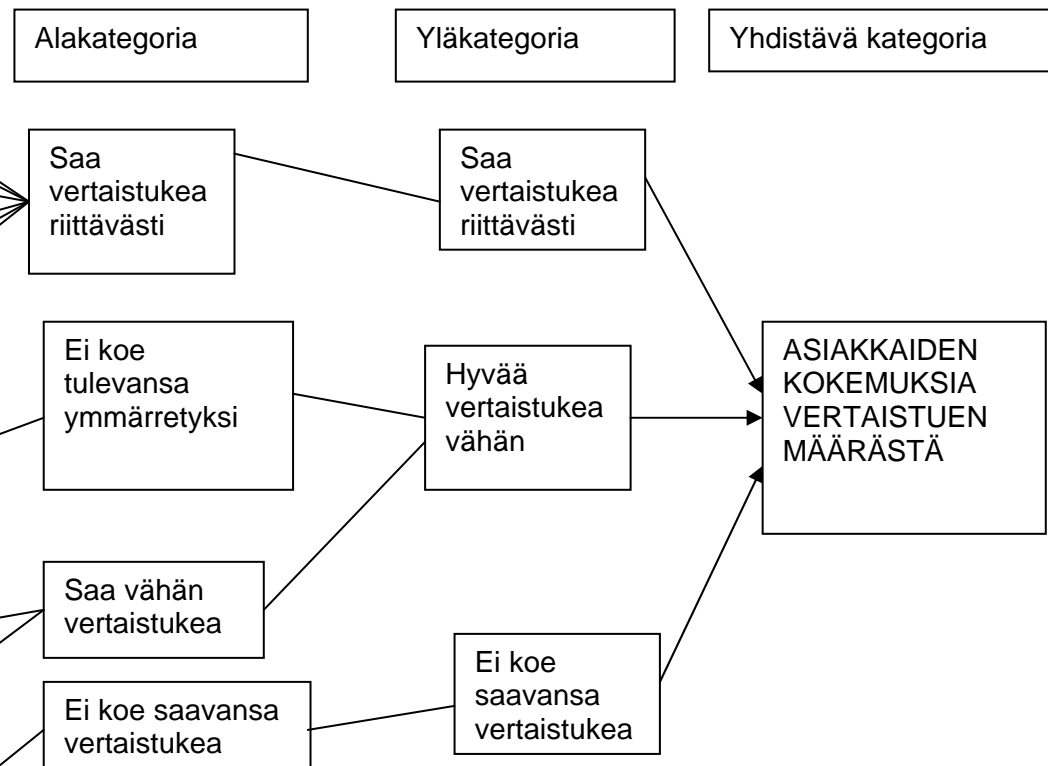 Alakategoria
Yläkategoria
Yhdistävä kategoria
Saa
vertaistukea
riittävästi
Saa
vertaistukea
riittävästi
Ei koe
tulevansa
ymmärretyksi
Hyvää
vertaistukea
vähän
ASIAKKAIDEN
KOKEMUKSIA
VERTAISTUEN
MÄÄRÄSTÄ
Saa vähän
vertaistukea
Ei koe
saavansa
vertaistukea
Ei koe saavansa
vertaistukea